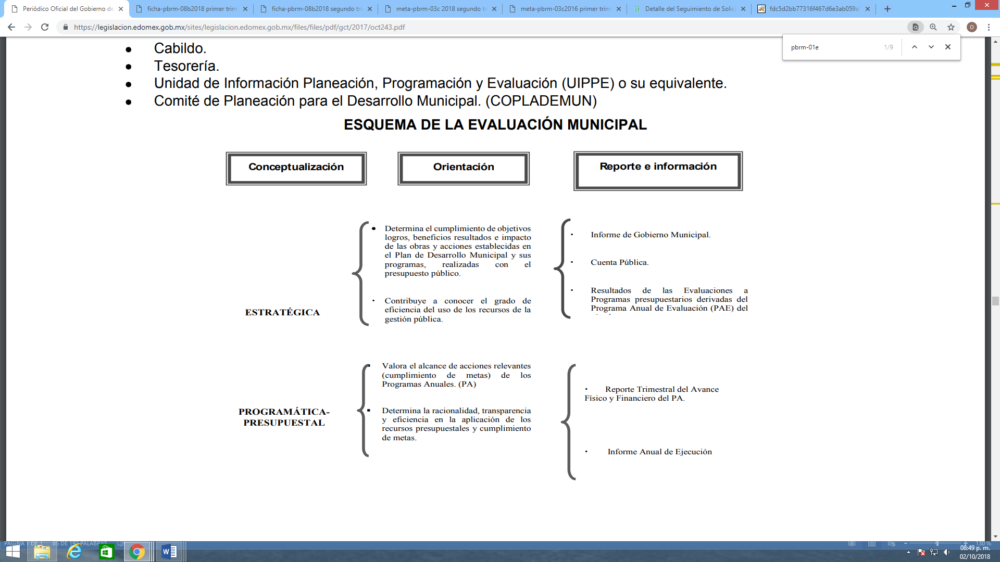 Periódico Oficial del Gobierno de
ficha-pbrm-08b2018 primer trim
ficha-pbrm-08b2018 segundo tri
meta-pbrm-03c 2018 segundo tr
meta-pbrm-03c2016 primer trim
Detalle del Seguimiento de Solic
fdc5d2bb77316f467d6e3ab059a
https://legislacion.edomex.gob.mx/sites/legislacion.edomex.gob.mx/files/files/pdf/gct/2017/oct243.pdf
O
pbrm-01e 1/9
• Cabildo.
• Tesorería.
• Unidad de Información Planeación, Programación y Evaluación (UIPPE) o su equivalente.
• Comité de Planeación para el Desarrollo Municipal. (COPLADEMUN)
ESQUEMA DE LA EVALUACIÓN MUNICIPAL
Conceptualización
Orientación
Reporte e información
ESTRATÉGICA
• Determina el cumplimiento de objetivos
logros, beneficios resultados e impacto
de las obras y acciones establecidas en
el Plan de Desarrollo Municipal y sus
programas, realizadas con el
presupuesto público.
• Contribuye a conocer el grado de
eficiencia del uso de los recursos de la
gestión pública.
• Informe de Gobierno Municipal.
• Cuenta Pública.
• Resultados de las Evaluaciones a
Programas presupuestarios derivadas del
Programa Anual de Evaluación (PAE) del
PROGRAMÁTICA-
PRESUPUESTAL
▪ Valora el alcance de acciones relevantes
(cumplimiento de metas) de los
Programas Anuales. (PA)
▪ Determina la racionalidad, transparencia
y eficiencia en la aplicación de los
recursos presupuestales y cumplimiento
de metas.
• Reporte Trimestral del Avance
Físico y Financiero del PA.
• Informe Anual de Ejecución
PÁGINA 1 DE 1 85 DE 192 PALABRAS
130 %
08:49 p. m.
02/10/2018